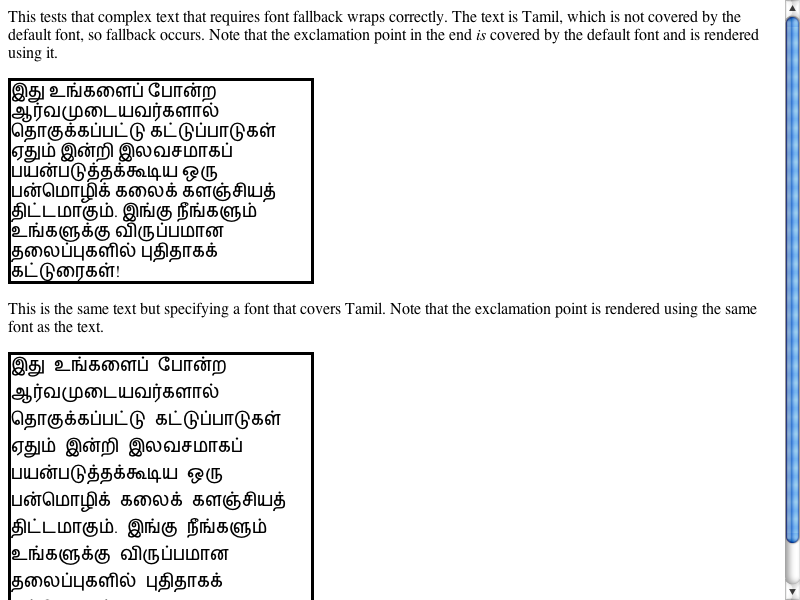 This tests that complex text that requires font fallback wraps correctly. The text is Tamil, which is not covered by the
default font, so fallback occurs. Note that the exclamation point in the end is covered by the default font and is rendered
using it.
இது உங்களைப் போன்ற
ஆர்வமுடையவர்களால்
தொகுக்கப்பட்டு கட்டுப்பாடுகள்
ஏதும் இன்றி இலவசமாகப்
பயன்படுத்தக்கூடிய ஒரு
பன்மொழிக் கலைக் களஞ்சியத்
திட்டமாகும். இங்கு நீங்களும்
உங்களுக்கு விருப்பமான
தலைப்புகளில் புதிதாகக்
கட்டுரைகள்!
This is the same text but specifying a font that covers Tamil. Note that the exclamation point is rendered using the same
font as the text.
இது உங்களைப் போன்ற
ஆர்வமுடையவர்களால்
தொகுக்கப்பட்டு கட்டுப்பாடுகள்
ஏதும் இன்றி இலவசமாகப்
பயன்படுத்தக்கூடிய ஒரு
பன்மொழிக் கலைக் களஞ்சியத்
திட்டமாகும். இங்கு நீங்களும்
உங்களுக்கு விருப்பமான
தலைப்புகளில் புதிதாகக்